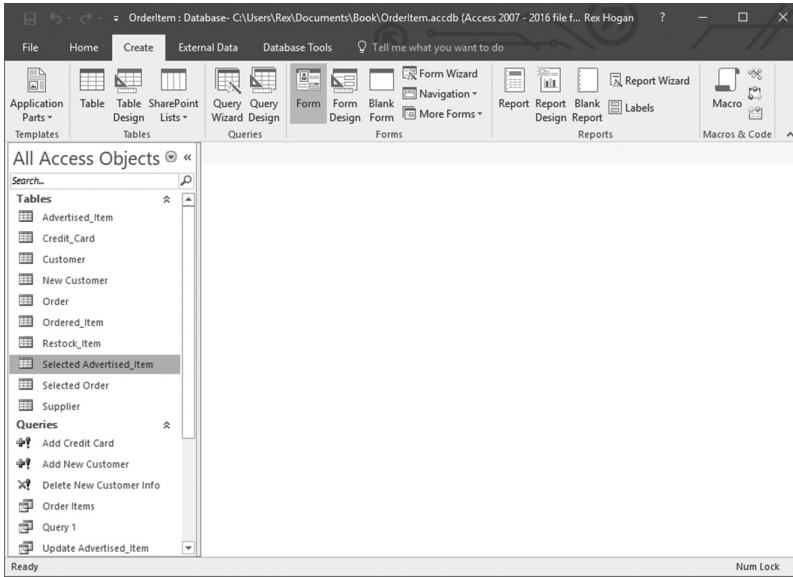 OrderItem : Database- C:\Users\Rex\Documents\Book\OrderItem.accdb (Access 2007 - 2016 file f... Rex Hogan ?
File Home Create External Data Database Tools Tell me what you want to do
Application Parts
Table
Table Design
SharePoint Lists
Query Wizard
Query Design
Form
Form Design
Blank Form
Form Wizard
Navigation
More Forms
Report
Report Design
Blank Report
Report Wizard
Labels
Macro
Templates Tables Queries Forms Reports Macros & Code
All Access Objects
Search...
Tables
Advertised_Item
Credit_Card
Customer
New Customer
Order
Ordered_Item
Restock_Item
Selected Advertised_Item
Selected Order
Supplier
Queries
Add Credit Card
Add New Customer
Delete New Customer Info
Order Items
Query 1
Update Advertised_Item
Ready Num Lock